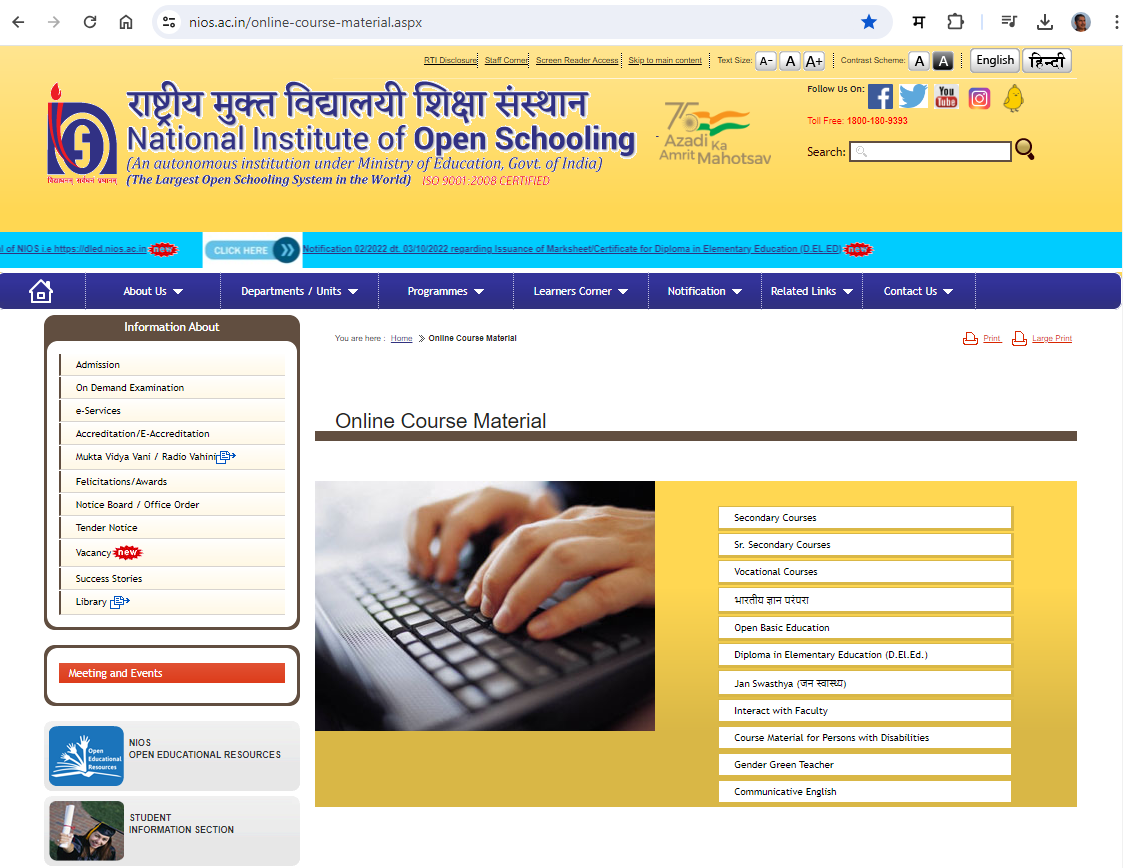 nios.ac.in/online-course-material.aspx
म
RTI Disclosure Staff Corner Screen Reader Access Skip to main content Text Size: A- A A+ Contrast Scheme: A A English हिन्दी
राष्ट्रीय मुक्त विद्यालयी शिक्षा संस्थान
National Institute of Open Schooling
(An autonomous institution under Ministry of Education, Govt. of India)
(The Largest Open Schooling System in the World) ISO 9001:2008 CERTIFIED
विद्याधनम् सर्वधन प्रधानम्
75
Azadi Ka
Amrit Mahotsav
Follow Us On: You Tube
Toll Free: 1800-180-9393
Search:
l of NIOS i.e https://dled.nios.ac.in new CLICK HERE Notification 02/2022 dt. 03/10/2022 regarding Issuance of Marksheet/Certificate for Diploma in Elementary Education (D.EL.ED) new
About Us Departments / Units Programmes Learners Corner Notification Related Links Contact Us
Information About
Admission
On Demand Examination
e-Services
Accreditation/E-Accreditation
Mukta Vidya Vani / Radio Vahini
Felicitations/Awards
Notice Board / Office Order
Tender Notice
Vacancy new
Success Stories
Library
Meeting and Events
Open
Educational
Resources
NIOS
OPEN EDUCATIONAL RESOURCES
STUDENT
INFORMATION SECTION
You are here : Home Online Course Material
Print Large Print
Online Course Material
Secondary Courses
Sr. Secondary Courses
Vocational Courses
भारतीय ज्ञान परंपरा
Open Basic Education
Diploma in Elementary Education (D.El.Ed.)
Jan Swasthya (जन स्वास्थ्य)
Interact with Faculty
Course Material for Persons with Disabilities
Gender Green Teacher
Communicative English